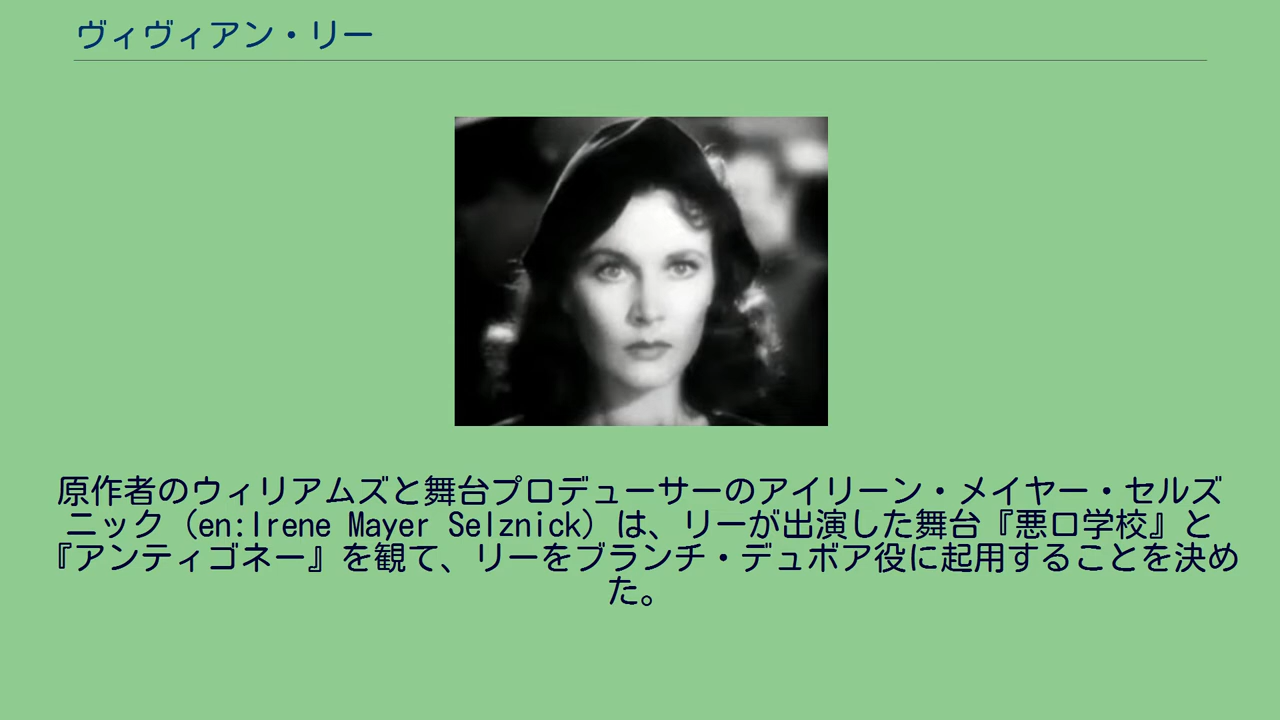 ヴィヴィアン・リー
原作者のウィリアムズと舞台プロデューサーのアイリーン・メイヤー・セルズ
ニック（en:Irene Mayer Selznick）は、リーが出演した舞台『悪口学校』と
『アンティゴネー』を観て、リーをブランチ・デュボア役に起用することを決め
た。